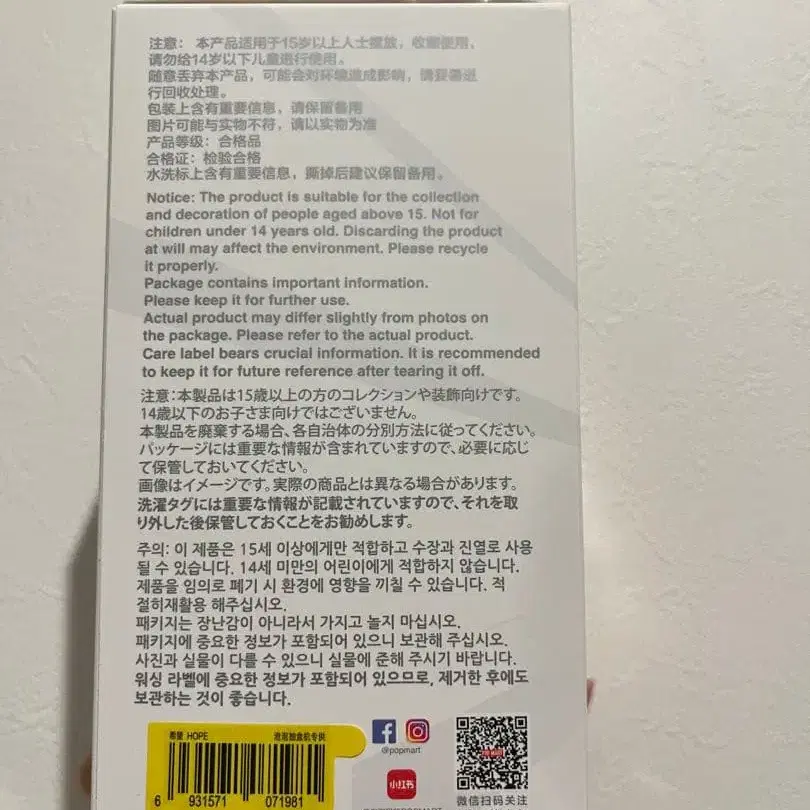 注意： 本产品适用于15岁以上人士摆放，收藏使用，
请勿给14岁以下儿童进行使用。
随意丢弃本产品，可能会对环境造成影响，请妥善进
行回收处理。
包装上含有重要信息，请保留备用
图片可能与实物不符，请以实物为准
产品等级：合格品
合格证：检验合格
水洗标上含有重要信息，撕掉后建议保留备用。
Notice: The product is suitable for the collection
and decoration of people aged above 15. Not for
children under 14 years old. Discarding the product
at will may affect the environment. Please recycle
it properly.
Package contains important information.
Please keep it for further use.
Actual product may differ slightly from photos on
the package. Please refer to the actual product.
Care label bears crucial information. It is recommended
to keep it for future reference after tearing it off.
注意：本製品は15歳以上の方のコレクションや装飾向けです。
14歳以下のお子さま向けではございません。
本製品を廃棄する場合、各自治体の分別方法に従ってください。
パッケージには重要な情報が含まれていますので、必要に応じ
て保管しておいてください。
画像はイメージです。実際の商品とは異なる場合があります。
洗濯タグには重要な情報が記載されていますので、それを取
り外した後保管しておくことをお勧めします。
주의: 이 제품은 15세 이상에게만 적합하고 수장과 진열로 사용
될 수 있습니다. 14세 미만의 어린이에게 적합하지 않습니다.
제품을 임의로 폐기 시 환경에 영향을 끼칠 수 있습니다. 적
절히재활용 해주십시오.
패키지는 장난감이 아니라서 가지고 놀지 마십시오.
패키지에 중요한 정보가 포함되어 있으니 보관해 주십시오.
사진과 실물이 다를 수 있으니 실물에 준해 주시기 바랍니다.
워싱 라벨에 중요한 정보가 포함되어 있으므로, 제거한 후에도
보관하는 것이 좋습니다.
希望 HOPE
6 931571 071981
@popmart
POP MART
小红书
微信扫码关注